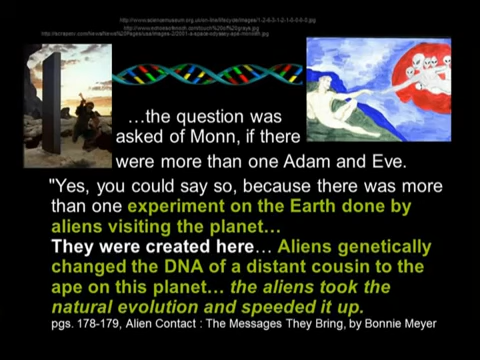 …the question was
asked of Monn, if there
were more than one Adam and Eve.
"Yes, you could say so, because there was more
than one experiment on the Earth done by
aliens visiting the planet…
They were created here… Aliens genetically
changed the DNA of a distant cousin to the
ape on this planet… the aliens took the
natural evolution and speeded it up.
pgs. 178-179, Alien Contact : The Messages They Bring, by Bonnie Meyer